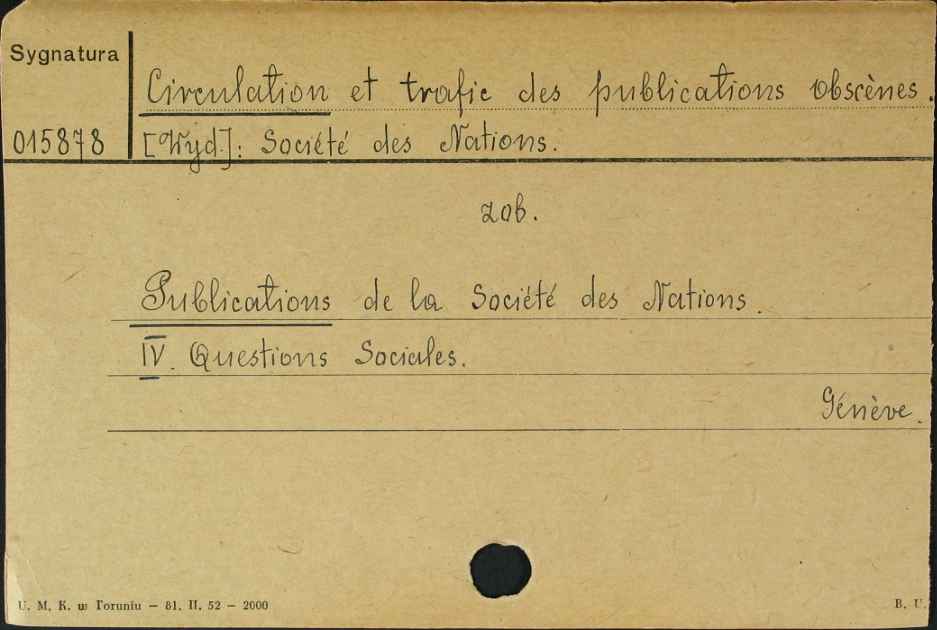 Sygnatura
Circulation et trafic des publications obscènes.
015878 [Wyd.]: Société des Nations.
zob.
Publications de la Société des Nations.
IV. Questions Sociales.
Génève.
U. M. K. w Toruniu — 81. II. 52 — 2000 B. U.